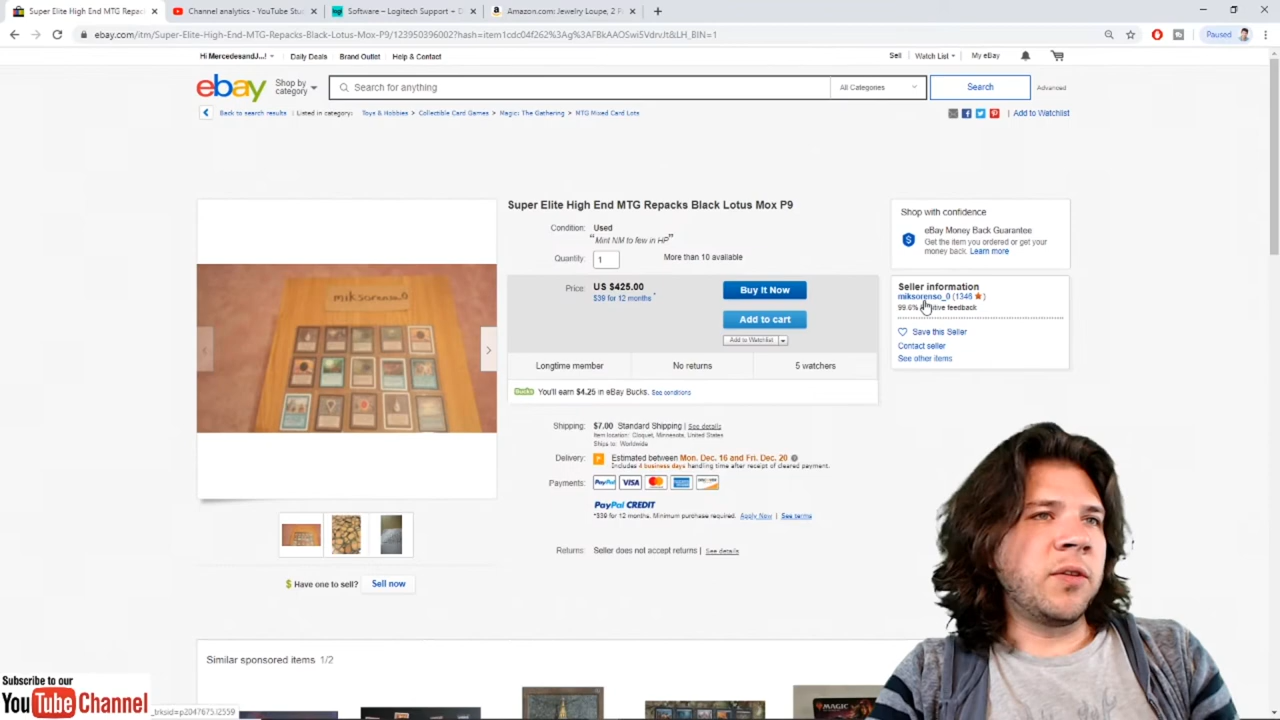 Super Elite High-End MTG Repacks
Channel analytics - YouTube Stu
Software – Logitech Support + D
Amazon.com: Jewelry Loupe, 2 P
ebay.com/itm/Super-Elite-High-End-MTG-Repacks-Black-Lotus-Mox-P9/123950396002?hash=item1cdc04f262%3Ag%3AFBkAAOSwi5VdrvJt&LH_BIN=1
Paused
Hi MercedesandJ...!
Daily Deals
Brand Outlet
Help & Contact
Sell
Watch List
My eBay
ebay
Shop by
category
Search for anything
All Categories
Search
Advanced
Back to search results | Listed in category: Toys & Hobbies > Collectible Card Games > Magic: The Gathering > MTG Mixed Card Lots
| Add to Watchlist
Super Elite High End MTG Repacks Black Lotus Mox P9
Condition: Used
"Mint NM to few in HP"
Quantity: 1 More than 10 available
Price: US $425.00
$39 for 12 months
Buy It Now
Add to cart
Add to Watchlist
Longtime member
No returns
5 watchers
Bucks You'll earn $4.25 in eBay Bucks. See conditions
Shipping: $7.00 Standard Shipping | See details
Item location: Cloquet, Minnesota, United States
Ships to: Worldwide
Delivery: Estimated between Mon. Dec. 16 and Fri. Dec. 20
Includes 4 business days handling time after receipt of cleared payment.
Payments: PayPal VISA
PayPal CREDIT
*$39 for 12 months. Minimum purchase required. Apply Now | See terms
Returns: Seller does not accept returns | See details
Shop with confidence
eBay Money Back Guarantee
Get the item you ordered or get your
money back. Learn more
Seller information
miksorenso_0 (1346 )
99.6% itive feedback
Save this Seller
Contact seller
See other items
miksorenso_0
$ Have one to sell? Sell now
Similar sponsored items 1/2
MAGIC
Subscribe to our
YouTube Channel
_trksid=p2047675.l2559